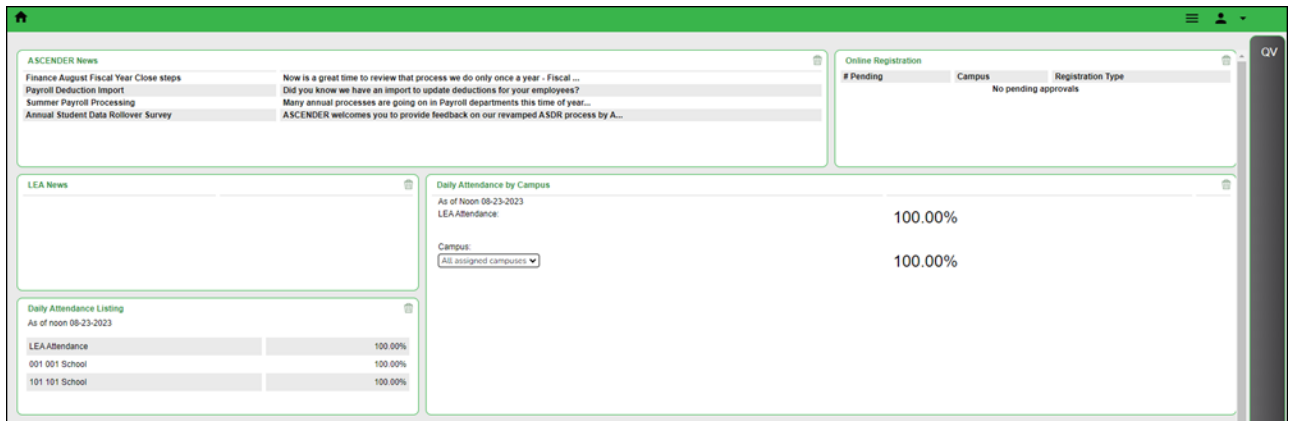 QV
ASCENDER News
Finance August Fiscal Year Close steps Now is a great time to review that process we do only once a year - Fiscal ...
Payroll Deduction Import Did you know we have an import to update deductions for your employees?
Summer Payroll Processing Many annual processes are going on in Payroll departments this time of year...
Annual Student Data Rollover Survey ASCENDER welcomes you to provide feedback on our revamped ASDR process by A...
Online Registration
# Pending Campus Registration Type
No pending approvals
LEA News
Daily Attendance by Campus
As of Noon 08-23-2023
LEA Attendance:
100.00%
Campus:
All assigned campuses
100.00%
Daily Attendance Listing
As of noon 08-23-2023
LEA Attendance 100.00%
001 001 School 100.00%
101 101 School 100.00%